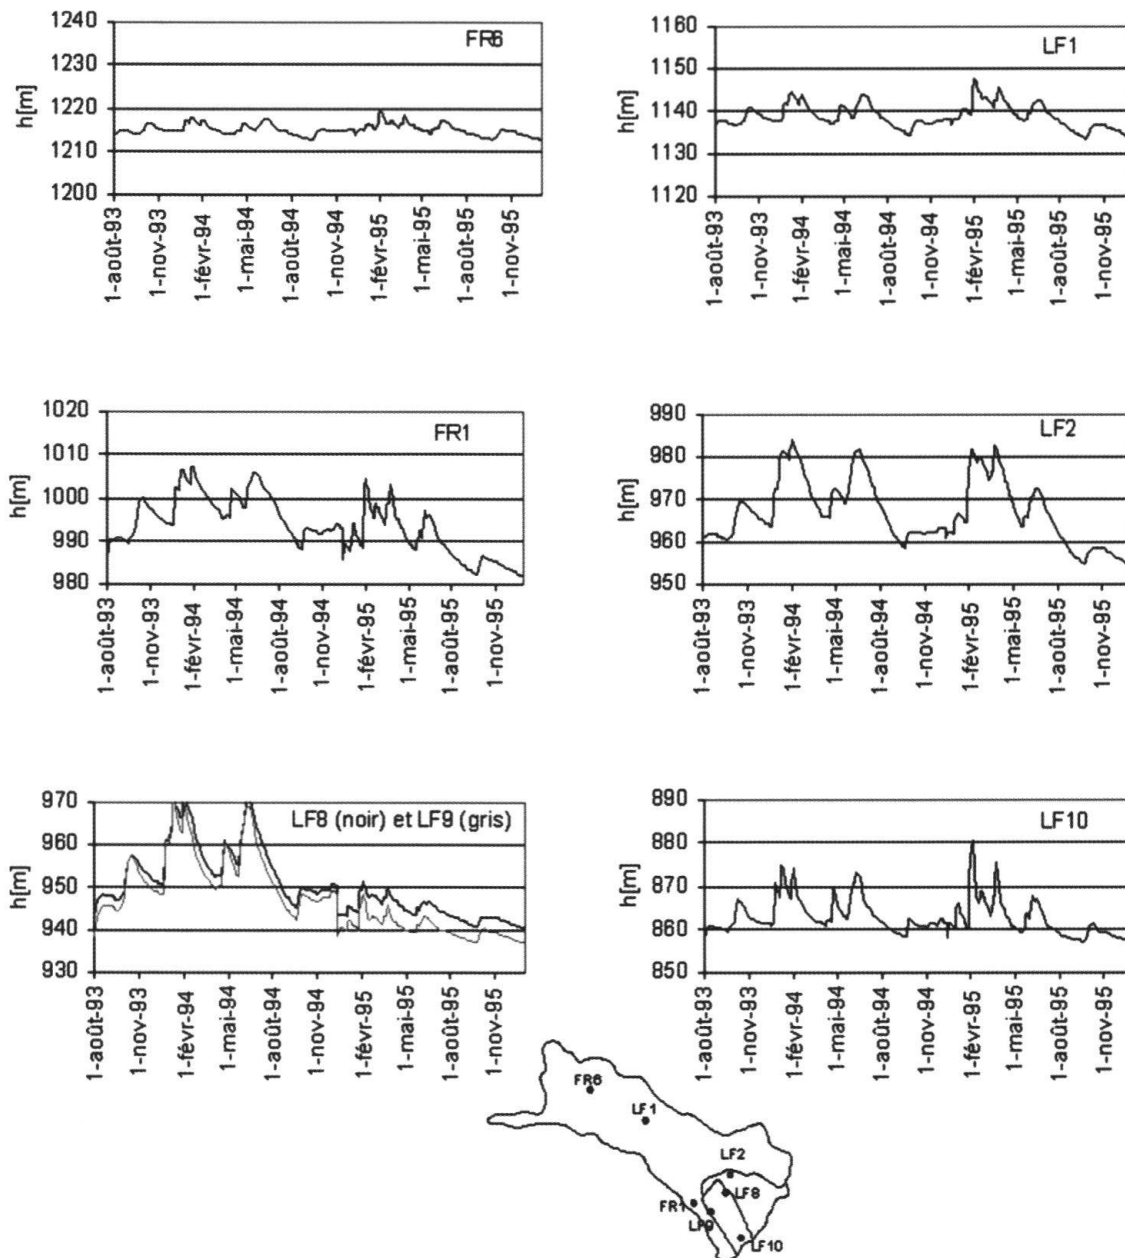 FR6
h[m]
1240
1230
1220
1210
1200
1-août-93
1-nov-93
1-févr-94
1-mai-94
1-août-94
1-nov-94
1-févr-95
1-mai-95
1-août-95
1-nov-95
LF1
h[m]
1160
1150
1140
1130
1120
1-août-93
1-nov-93
1-févr-94
1-mai-94
1-août-94
1-nov-94
1-févr-95
1-mai-95
1-août-95
1-nov-95
FR1
h[m]
1020
1010
1000
990
980
1-août-93
1-nov-93
1-févr-94
1-mai-94
1-août-94
1-nov-94
1-févr-95
1-mai-95
1-août-95
1-nov-95
LF2
h[m]
990
980
970
960
950
1-août-93
1-nov-93
1-févr-94
1-mai-94
1-août-94
1-nov-94
1-févr-95
1-mai-95
1-août-95
1-nov-95
LF8 (noir) et LF9 (gris)
h[m]
970
960
950
940
930
1-août-93
1-nov-93
1-févr-94
1-mai-94
1-août-94
1-nov-94
1-févr-95
1-mai-95
1-août-95
1-nov-95
LF10
h[m]
890
880
870
860
850
1-août-93
1-nov-93
1-févr-94
1-mai-94
1-août-94
1-nov-94
1-févr-95
1-mai-95
1-août-95
1-nov-95
FR6
LF1
LF2
LF8
FR1
LF9
LF10